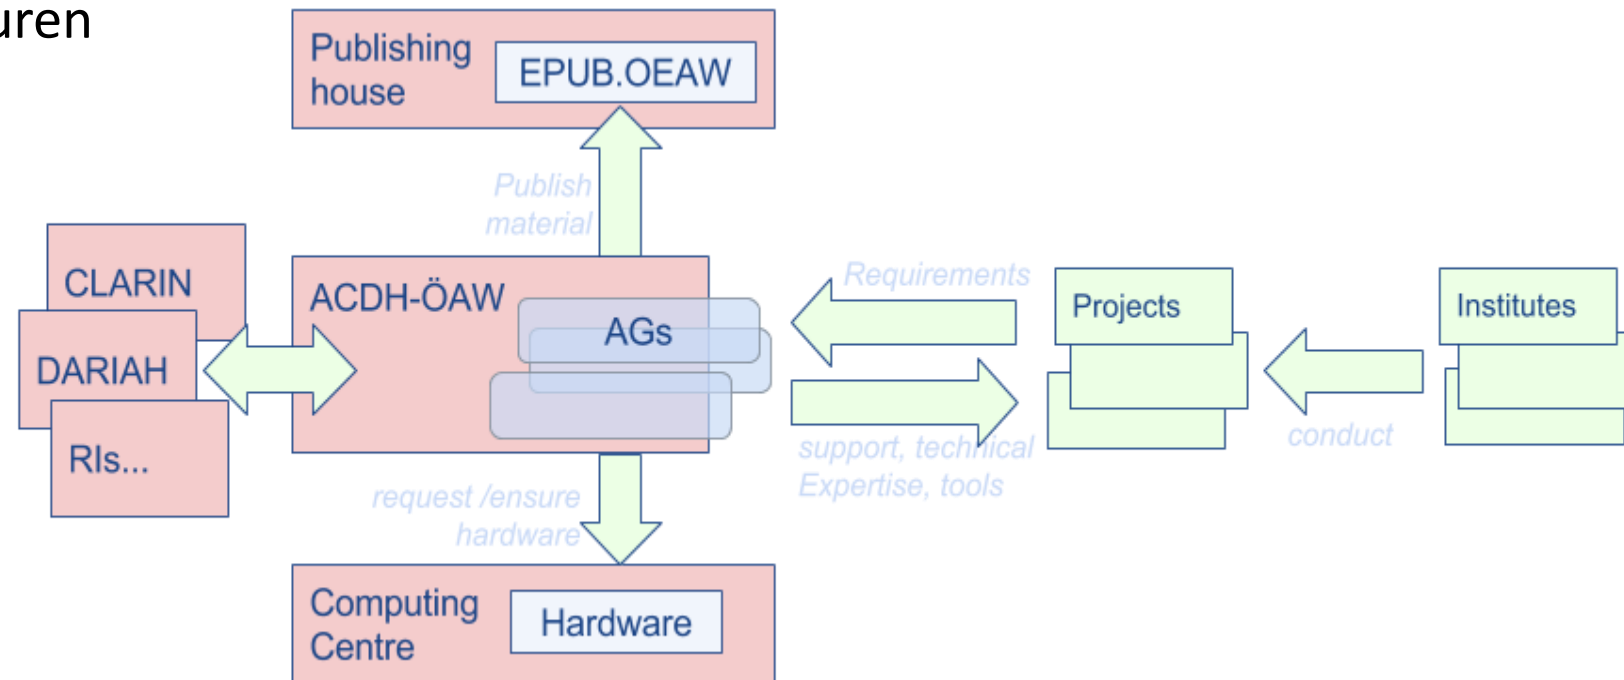 uren
Publishing
house
EPUB.OEAW
Publish
material
CLARIN
DARIAH
RIs...
ACDH-ÖAW
AGs
Requirements
support, technical
Expertise, tools
Projects
conduct
Institutes
request /ensure
hardware
Computing
Centre
Hardware